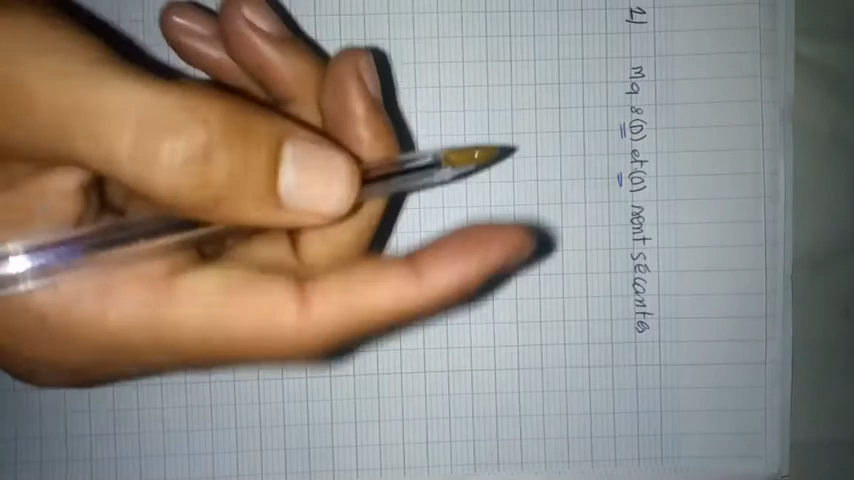 1/ Mq : (D) et (Δ) sont sécantes